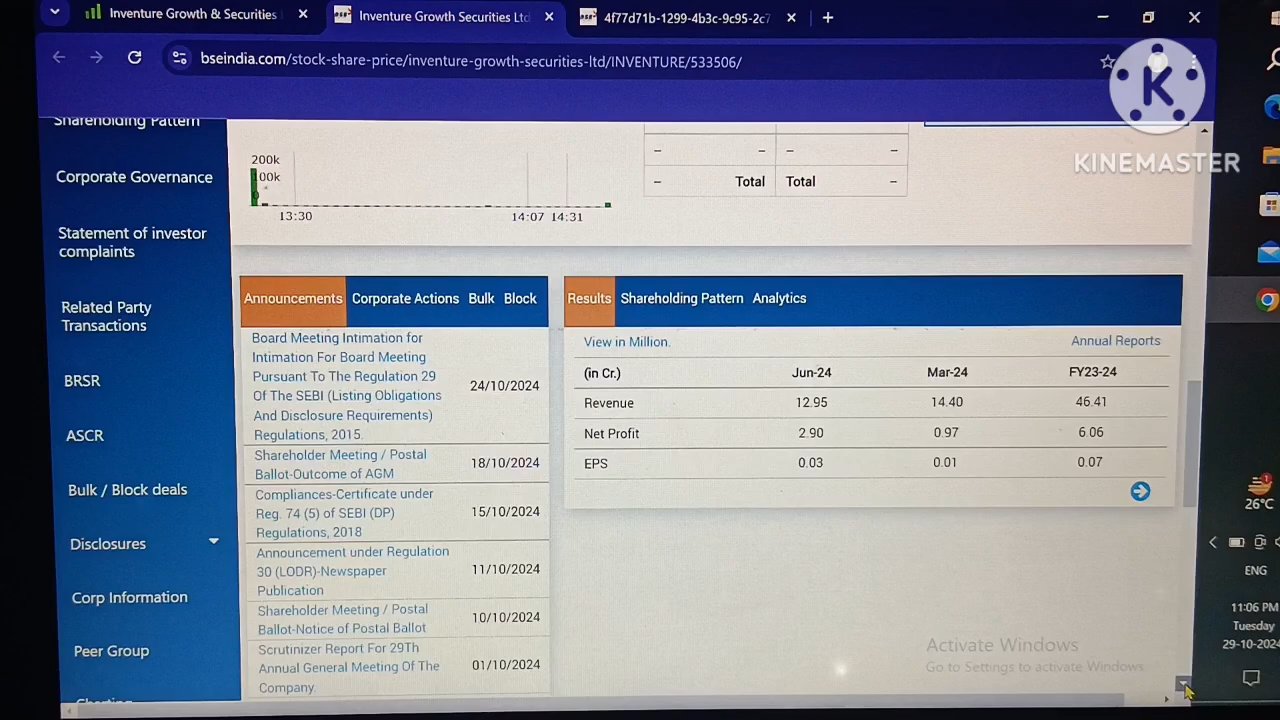 Inventure Growth & Securities
Inventure Growth Securities Ltd
4f77d71b-1299-4b3c-9c95-2c7
bseindia.com/stock-share-price/inventure-growth-securities-ltd/INVENTURE/533506/
K
KINEMASTER
Shareholding Pattern
Corporate Governance
Statement of investor
complaints
Related Party
Transactions
BRSR
ASCR
Bulk / Block deals
Disclosures
Corp Information
Peer Group
Charting
200k
100k
0
13:30
14:07
14:31
– – – –
– Total Total –
Announcements Corporate Actions Bulk Block
Board Meeting Intimation for
Intimation For Board Meeting
Pursuant To The Regulation 29
Of The SEBI (Listing Obligations
And Disclosure Requirements)
Regulations, 2015.
24/10/2024
Shareholder Meeting / Postal
Ballot-Outcome of AGM
18/10/2024
Compliances-Certificate under
Reg. 74 (5) of SEBI (DP)
Regulations, 2018
15/10/2024
Announcement under Regulation
30 (LODR)-Newspaper
Publication
11/10/2024
Shareholder Meeting / Postal
Ballot-Notice of Postal Ballot
10/10/2024
Scrutinizer Report For 29Th
Annual General Meeting Of The
Company
01/10/2024
Results Shareholding Pattern Analytics
View in Million. Annual Reports
(in Cr.) Jun-24 Mar-24 FY23-24
Revenue 12.95 14.40 46.41
Net Profit 2.90 0.97 6.06
EPS 0.03 0.01 0.07
Activate Windows
Go to Settings to activate Windows.
1
26°C
ENG
11:06 PM
Tuesday
29-10-2024